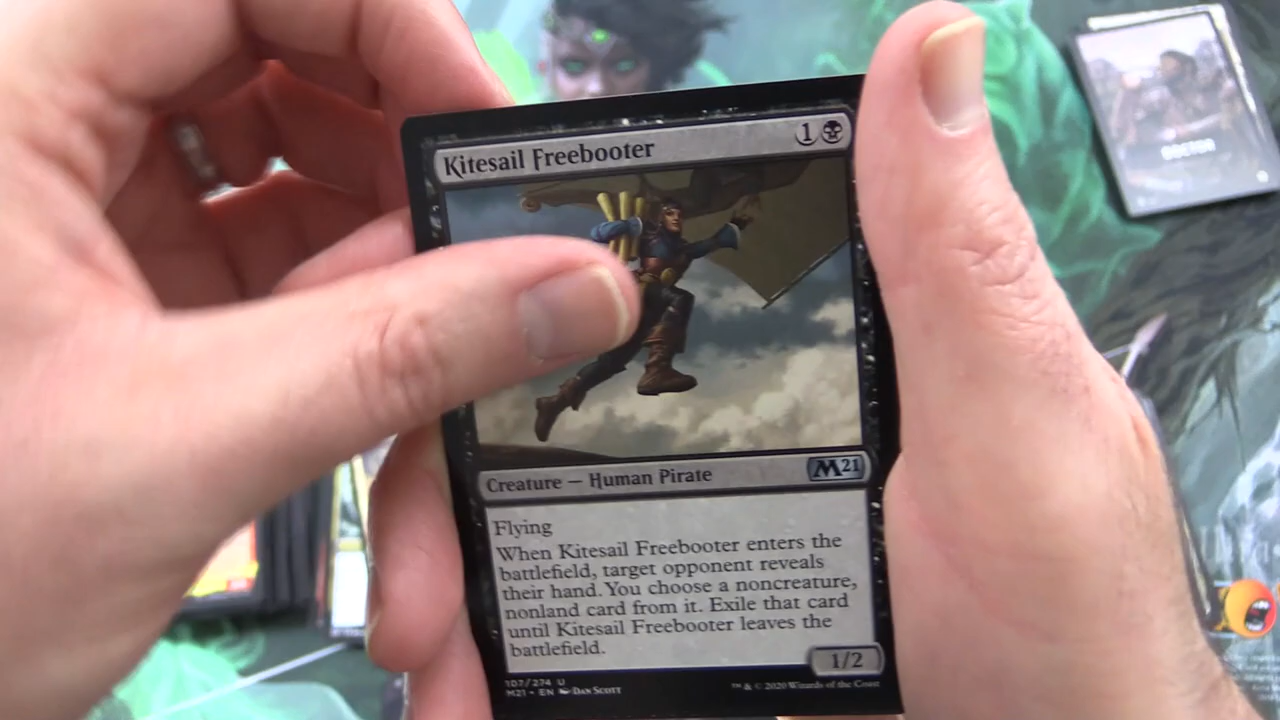 Kitesail Freebooter 1
Creature — Human Pirate M21
Flying
When Kitesail Freebooter enters the
battlefield, target opponent reveals
their hand. You choose a noncreature,
nonland card from it. Exile that card
until Kitesail Freebooter leaves the
battlefield.
1/2
107/274 U
M21 • EN DAN SCOTT
™ & © 2020 Wizards of the Coast
DOCTOR